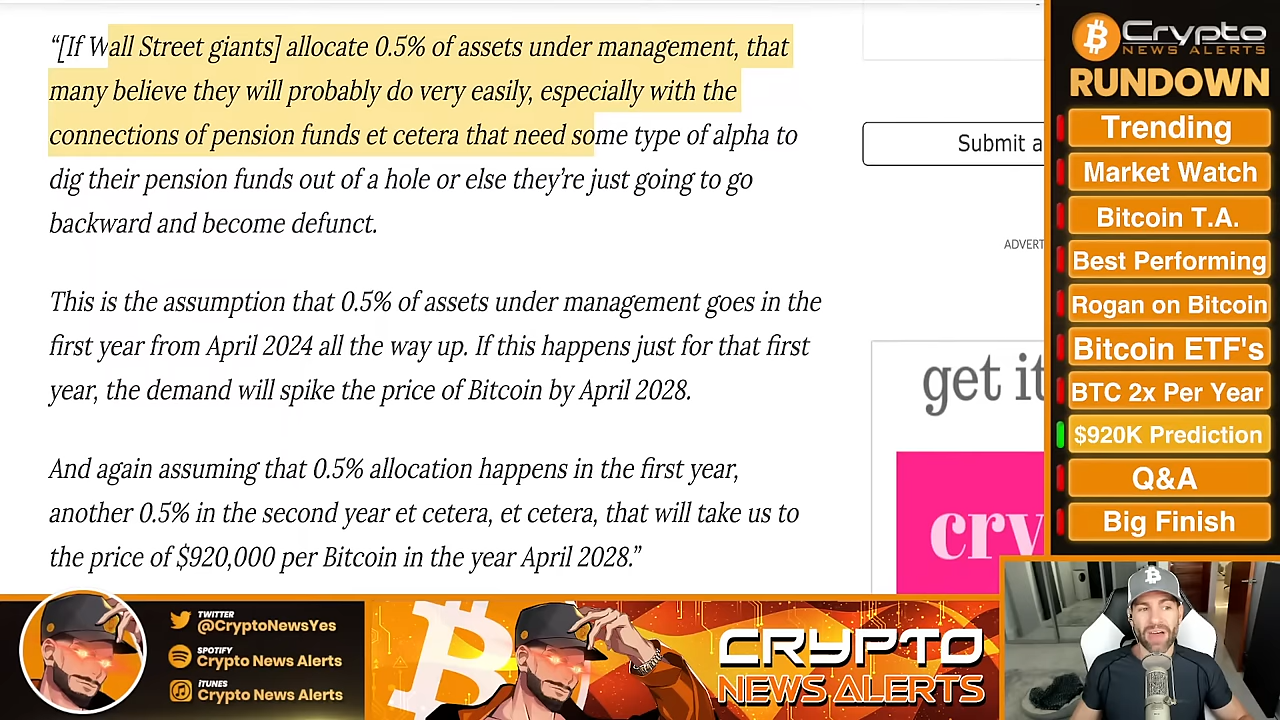 “[If Wall Street giants] allocate 0.5% of assets under management, that
many believe they will probably do very easily, especially with the
connections of pension funds et cetera that need some type of alpha to
dig their pension funds out of a hole or else they’re just going to go
backward and become defunct.
This is the assumption that 0.5% of assets under management goes in the
first year from April 2024 all the way up. If this happens just for that first
year, the demand will spike the price of Bitcoin by April 2028.
And again assuming that 0.5% allocation happens in the first year,
another 0.5% in the second year et cetera, et cetera, that will take us to
the price of $920,000 per Bitcoin in the year April 2028.”
Submit a
ADVERT
get it
cry
Crypto
NEWS ALERTS
RUNDOWN
Trending
Market Watch
Bitcoin T.A.
Best Performing
Rogan on Bitcoin
Bitcoin ETF's
BTC 2x Per Year
$920K Prediction
Q&A
Big Finish
TWITTER
@CryptoNewsYes
SPOTIFY
Crypto News Alerts
iTUNES
Crypto News Alerts
CRYPTO
NEWS ALERTS